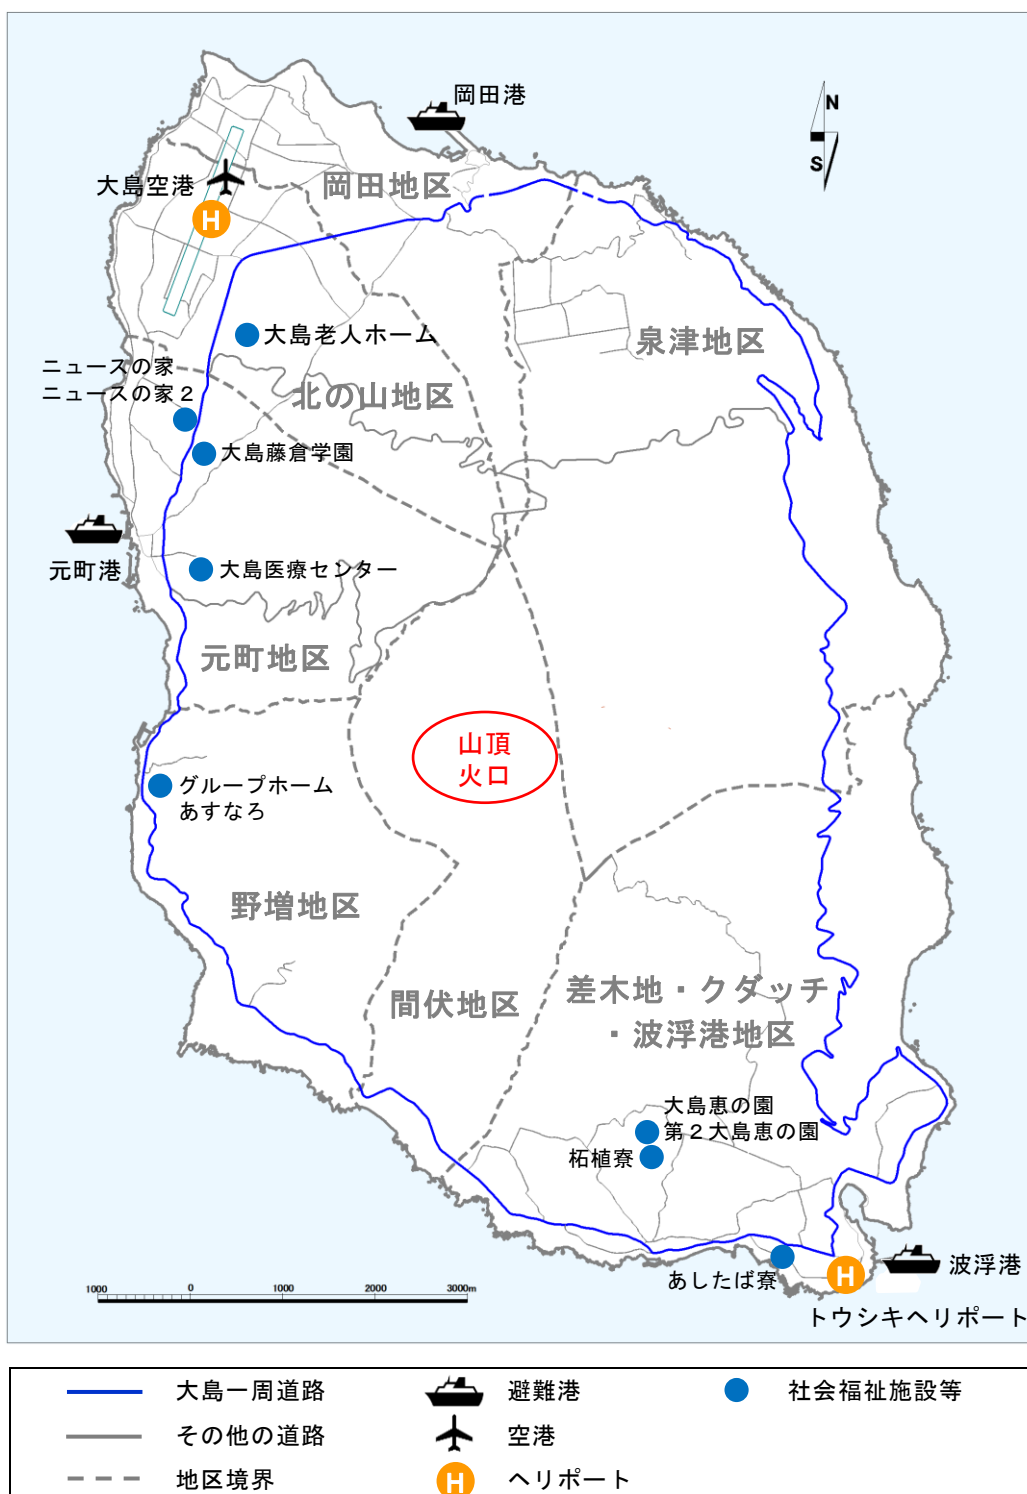 岡田港
N
S
大島空港
岡田地区
H
大島老人ホーム
泉津地区
ニュースの家
ニュースの家２
北の山地区
大島藤倉学園
元町港
大島医療センター
元町地区
山頂
火口
グループホーム
あすなろ
野増地区
間伏地区
差木地・クダッチ
・波浮港地区
大島恵の園
第２大島恵の園
柘植寮
あしたば寮
H
波浮港
トウシキヘリポート
1000 0 1000 2000 3000m
大島一周道路
避難港
社会福祉施設等
その他の道路
空港
地区境界
H
ヘリポート